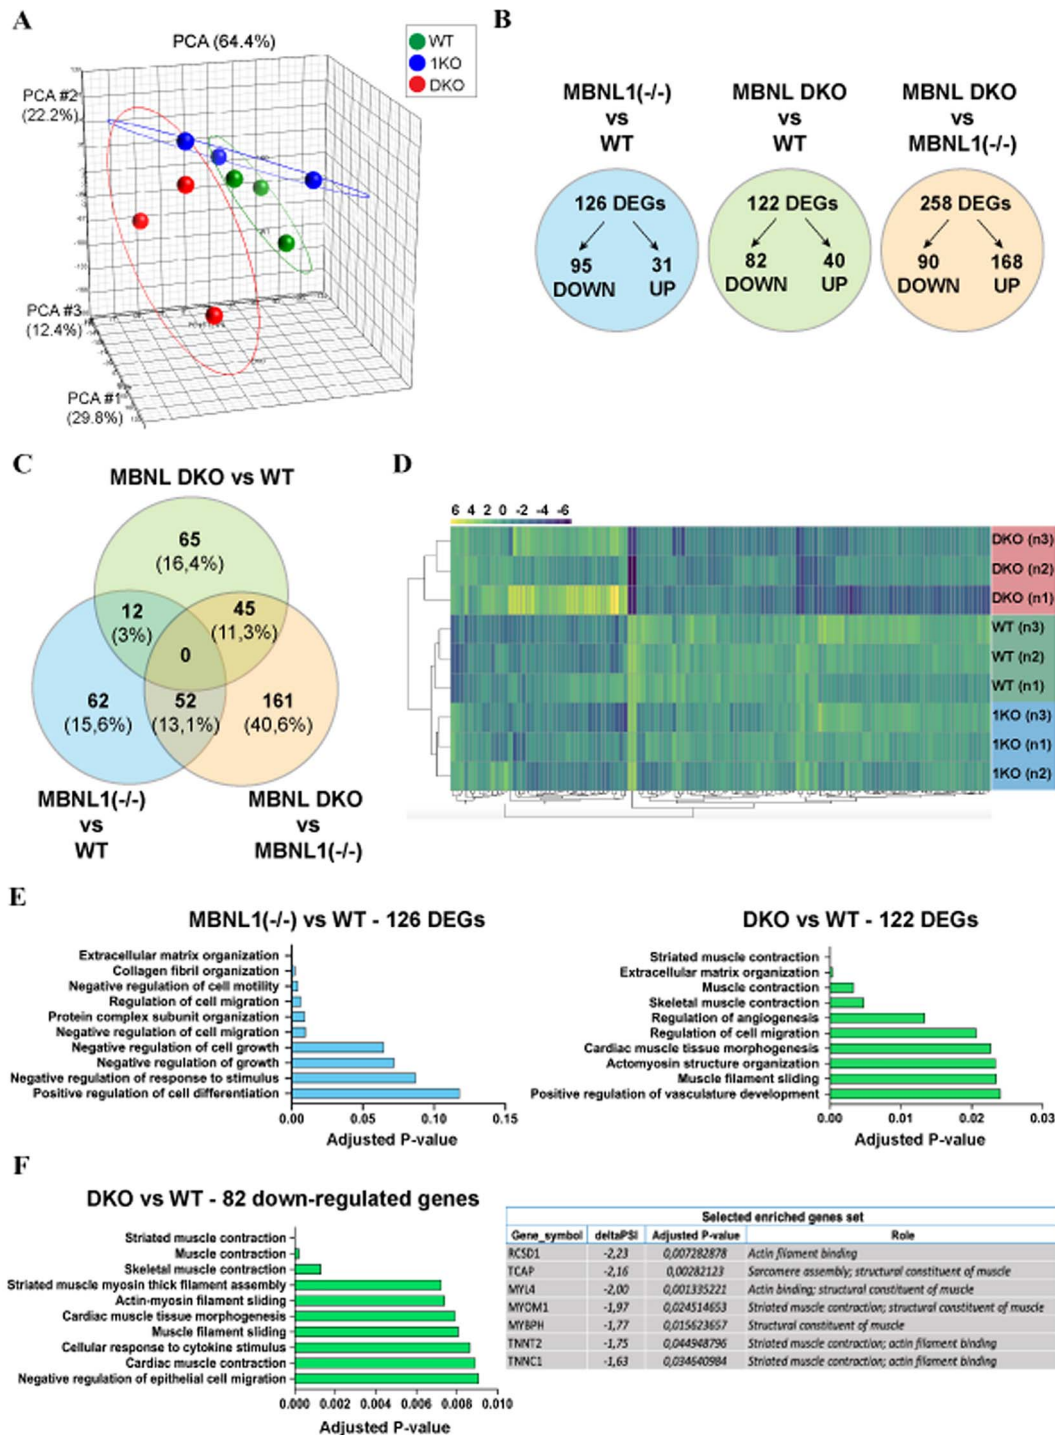 A
PCA (64.4%)
WT
1KO
DKO
PCA #2
(22.2%)
PCA #3
(12.4%)
PCA #1
(29.8%)
B
MBNL1(-/-)
vs
WT
MBNL DKO
vs
WT
MBNL DKO
vs
MBNL1(-/-)
126 DEGs
95
DOWN
31
UP
122 DEGs
82
DOWN
40
UP
258 DEGs
90
DOWN
168
UP
C
MBNL DKO vs WT
65
(16,4%)
12
(3%)
45
(11,3%)
0
62
(15,6%)
52
(13,1%)
161
(40,6%)
MBNL1(-/-)
vs
WT
MBNL DKO
vs
MBNL1(-/-)
D
6 4 2 0 -2 -4 -6
DKO (n3)
DKO (n2)
DKO (n1)
WT (n3)
WT (n2)
WT (n1)
1KO (n3)
1KO (n1)
1KO (n2)
E
MBNL1(-/-) vs WT - 126 DEGs
Extracellular matrix organization
Collagen fibril organization
Negative regulation of cell motility
Regulation of cell migration
Protein complex subunit organization
Negative regulation of cell migration
Negative regulation of cell growth
Negative regulation of growth
Negative regulation of response to stimulus
Positive regulation of cell differentiation
0.00 0.05 0.10 0.15
Adjusted P-value
DKO vs WT - 122 DEGs
Striated muscle contraction
Extracellular matrix organization
Muscle contraction
Skeletal muscle contraction
Regulation of angiogenesis
Regulation of cell migration
Cardiac muscle tissue morphogenesis
Actomyosin structure organization
Muscle filament sliding
Positive regulation of vasculature development
0.00 0.01 0.02 0.03
Adjusted P-value
F
DKO vs WT - 82 down-regulated genes
Striated muscle contraction
Muscle contraction
Skeletal muscle contraction
Striated muscle myosin thick filament assembly
Actin-myosin filament sliding
Cardiac muscle tissue morphogenesis
Muscle filament sliding
Cellular response to cytokine stimulus
Cardiac muscle contraction
Negative regulation of epithelial cell migration
0.000 0.002 0.004 0.006 0.008 0.010
Adjusted P-value
Selected enriched genes set
Gene_symbol deltaPSI Adjusted P-value Role
RCSD1 -2,23 0,007282878 Actin filament binding
TCAP -2,16 0,00282123 Sarcomere assembly; structural constituent of muscle
MYL4 -2,00 0,001335221 Actin binding; structural constituent of muscle
MYOM1 -1,97 0,024514653 Striated muscle contraction; structural constituent of muscle
MYBPH -1,77 0,015623657 Structural constituent of muscle
TNNT2 -1,75 0,044948796 Striated muscle contraction; actin filament binding
TNNC1 -1,63 0,034640984 Striated muscle contraction; actin filament binding